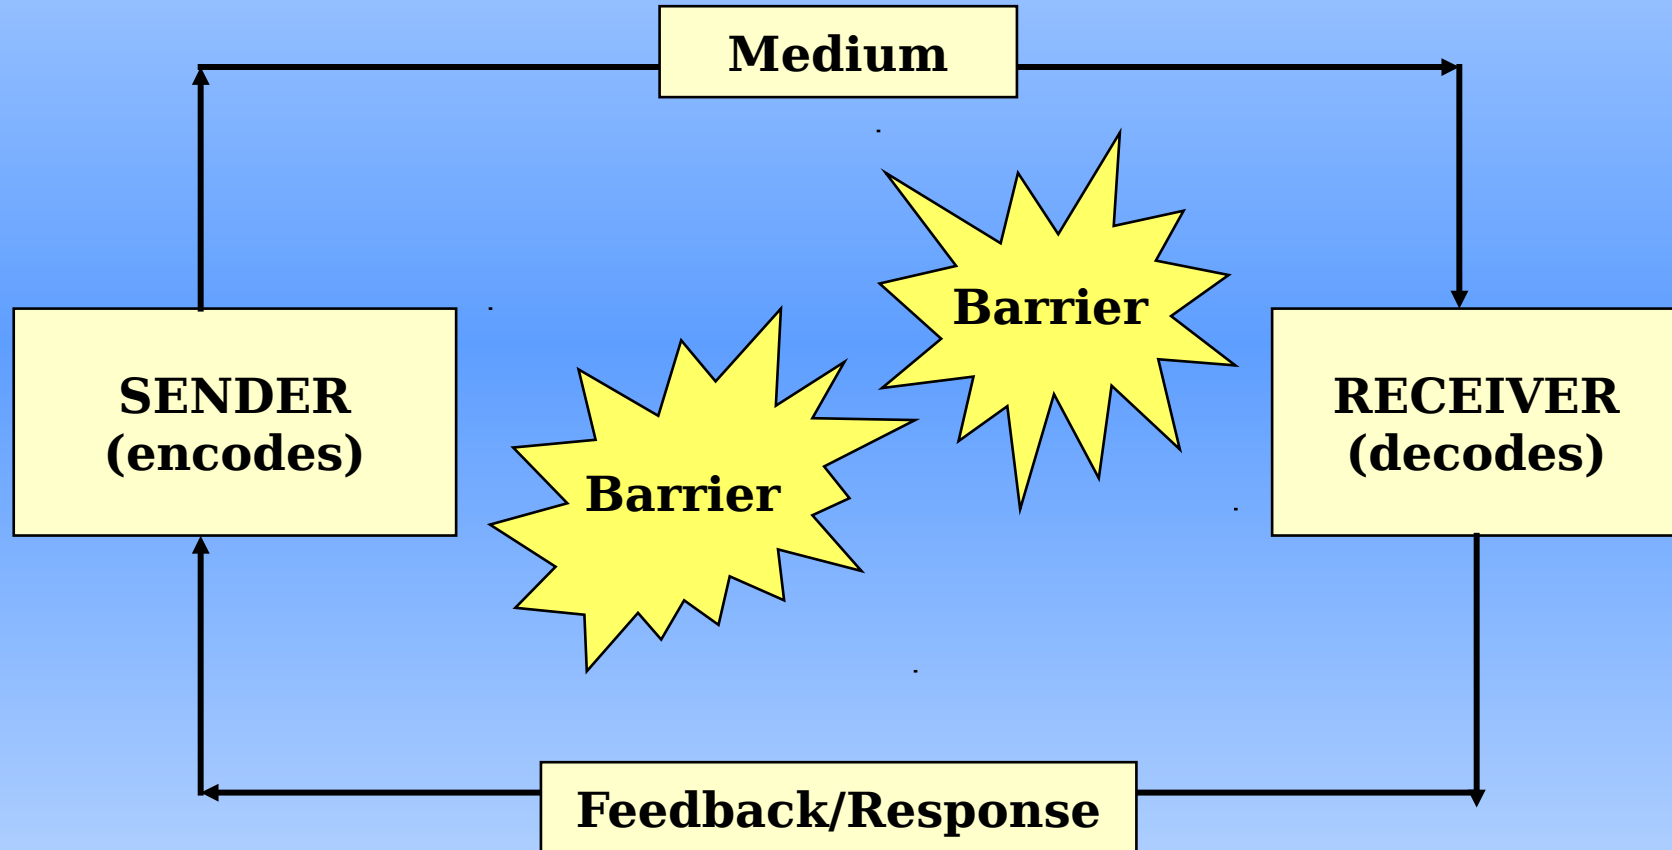 Medium
Barrier
SENDER
(encodes)
RECEIVER
(decodes)
Barrier
Feedback/Response